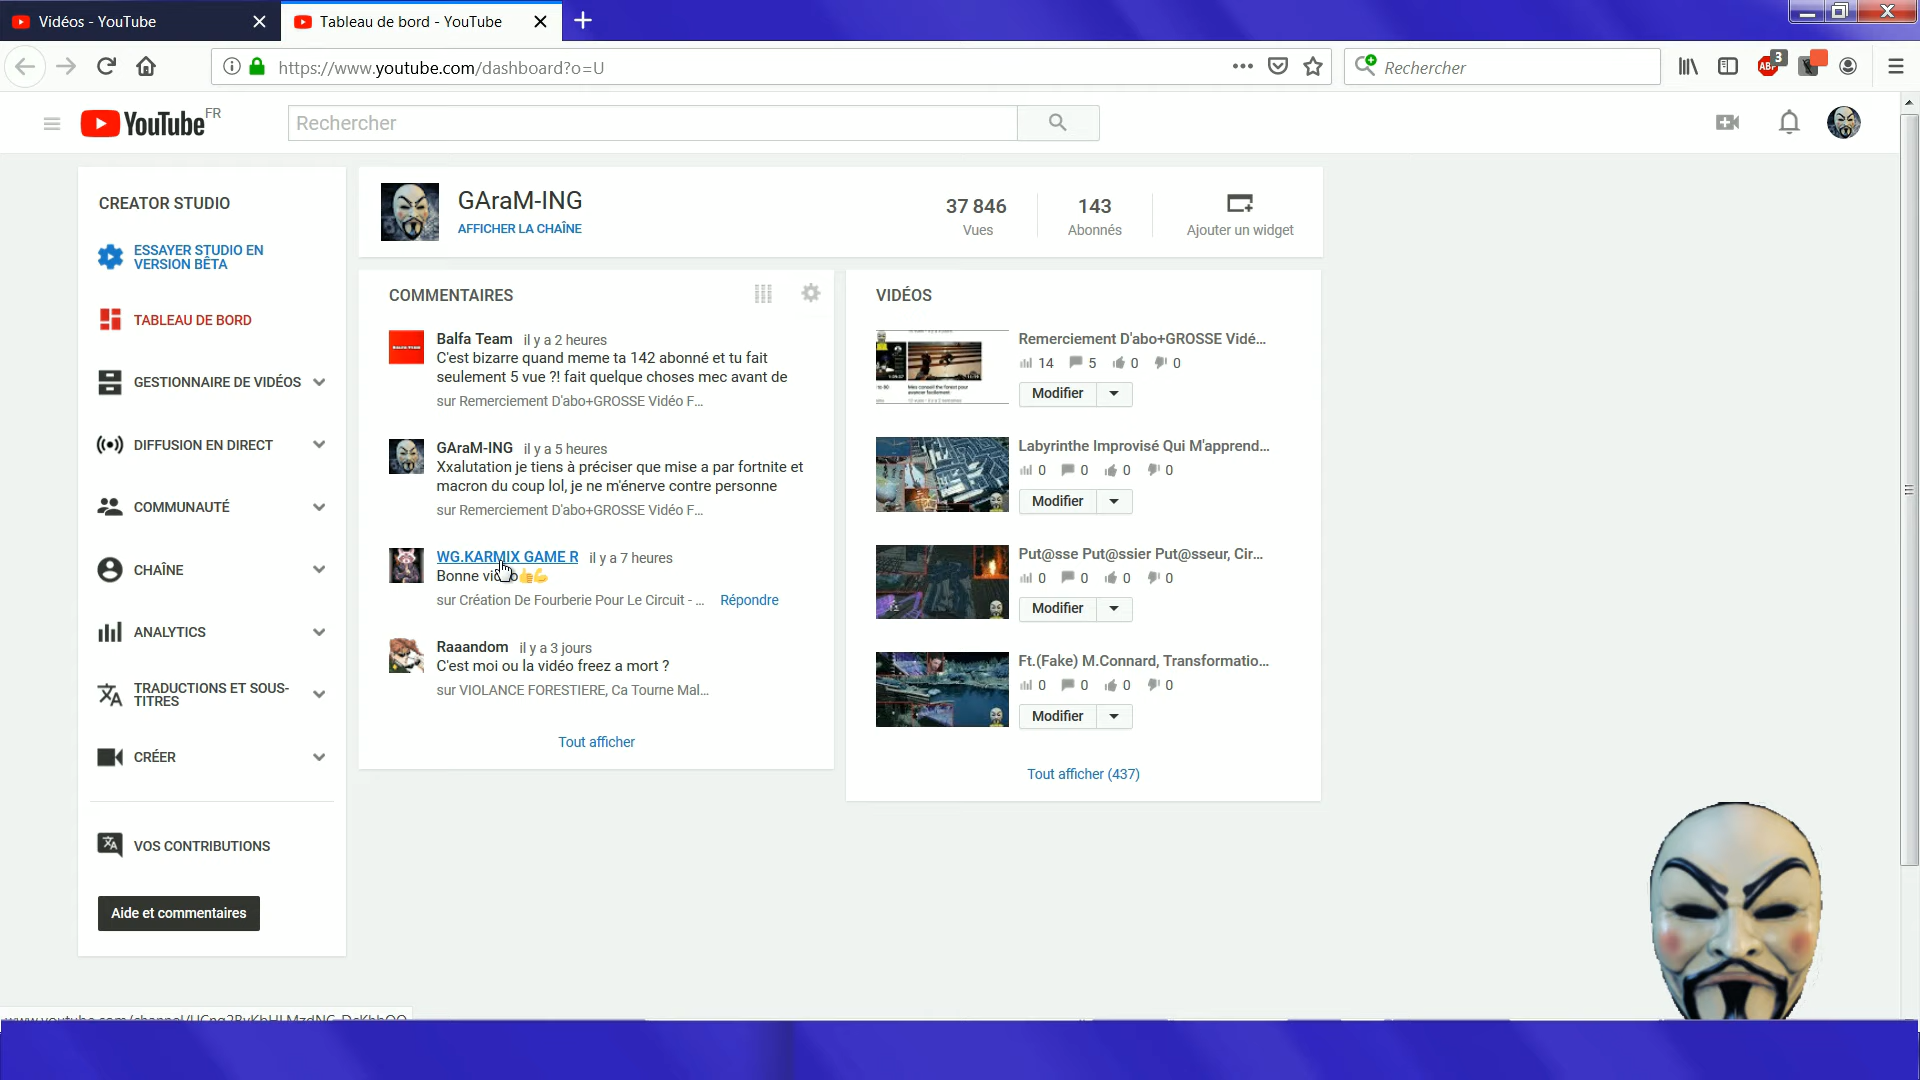 Vidéos - YouTube
Tableau de bord - YouTube
https://www.youtube.com/dashboard?o=U
Rechercher
ABP
3
YouTube FR
Rechercher
CREATOR STUDIO
ESSAYER STUDIO EN
VERSION BÊTA
TABLEAU DE BORD
GESTIONNAIRE DE VIDÉOS
DIFFUSION EN DIRECT
COMMUNAUTÉ
CHAÎNE
ANALYTICS
TRADUCTIONS ET SOUS-
TITRES
CRÉER
VOS CONTRIBUTIONS
Aide et commentaires
GAraM-ING
AFFICHER LA CHAÎNE
37 846
Vues
143
Abonnés
Ajouter un widget
COMMENTAIRES
Balfa Team il y a 2 heures
C'est bizarre quand meme ta 142 abonné et tu fait
seulement 5 vue ?! fait quelque choses mec avant de
sur Remerciement D'abo+GROSSE Vidéo F...
GAraM-ING il y a 5 heures
Xxalutation je tiens à préciser que mise a par fortnite et
macron du coup lol, je ne m'énerve contre personne
sur Remerciement D'abo+GROSSE Vidéo F...
WG.KARMIX GAME R il y a 7 heures
Bonne vidéo👍💪
sur Création De Fourberie Pour Le Circuit - ... Répondre
Raaandom il y a 3 jours
C'est moi ou la vidéo freez a mort ?
sur VIOLANCE FORESTIERE, Ca Tourne Mal...
Tout afficher
VIDÉOS
Remerciement D'abo+GROSSE Vidé...
14 5 0 0
Modifier
Labyrinthe Improvisé Qui M'apprend...
0 0 0 0
Modifier
Put@sse Put@ssier Put@sseur, Cir...
0 0 0 0
Modifier
Ft.(Fake) M.Connard, Transformatio...
0 0 0 0
Modifier
Tout afficher (437)